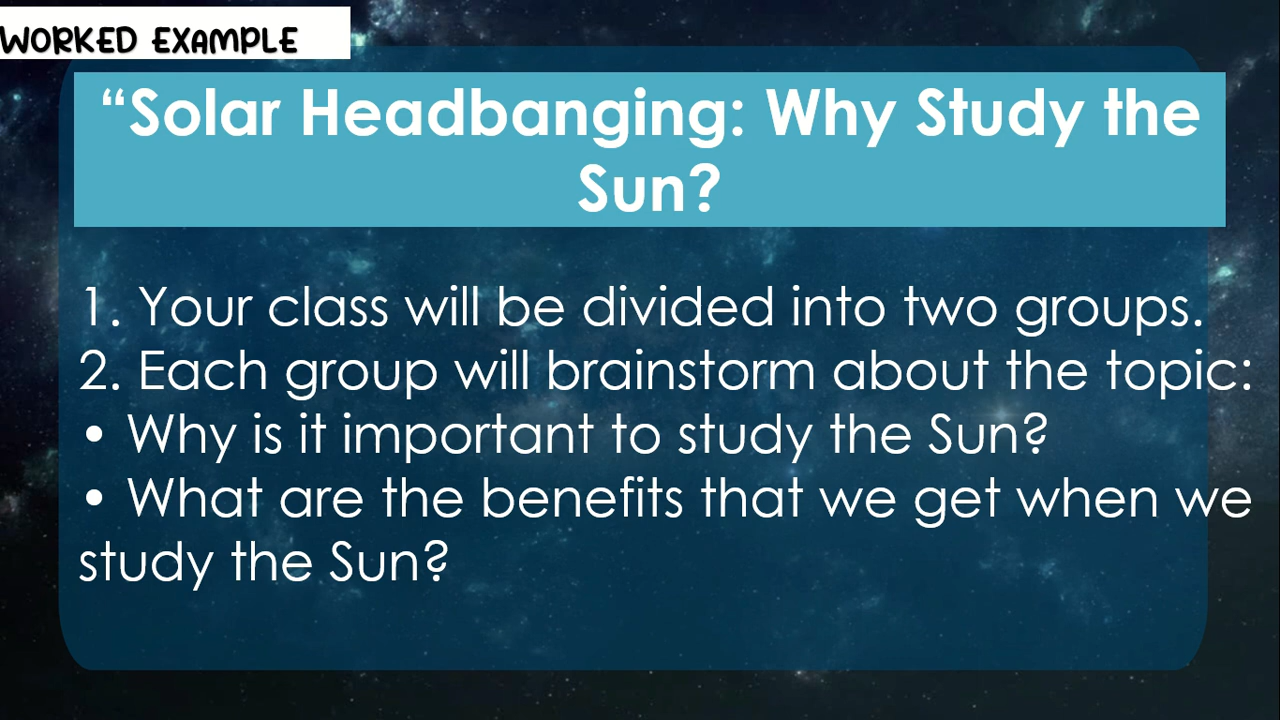 WORKED EXAMPLE
“Solar Headbanging: Why Study the
Sun?
1. Your class will be divided into two groups.
2. Each group will brainstorm about the topic:
• Why is it important to study the Sun?
• What are the benefits that we get when we
study the Sun?